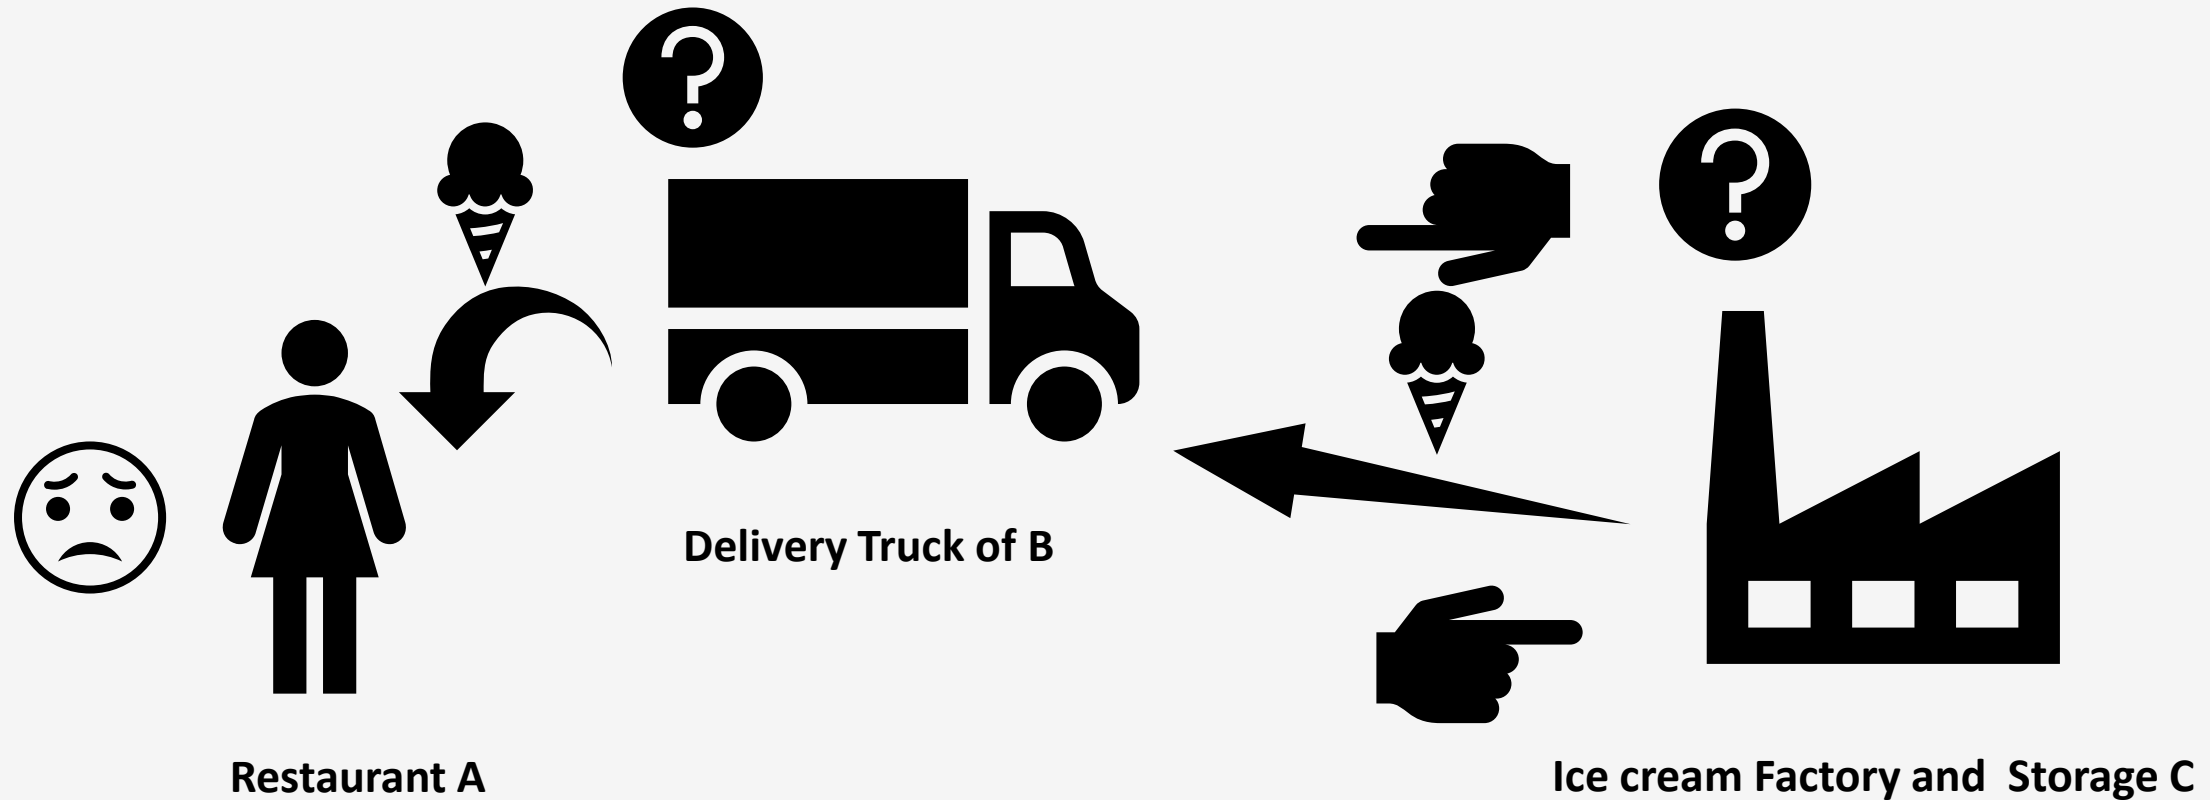 ?
?
Delivery Truck of B
Restaurant A
Ice cream Factory and  Storage C